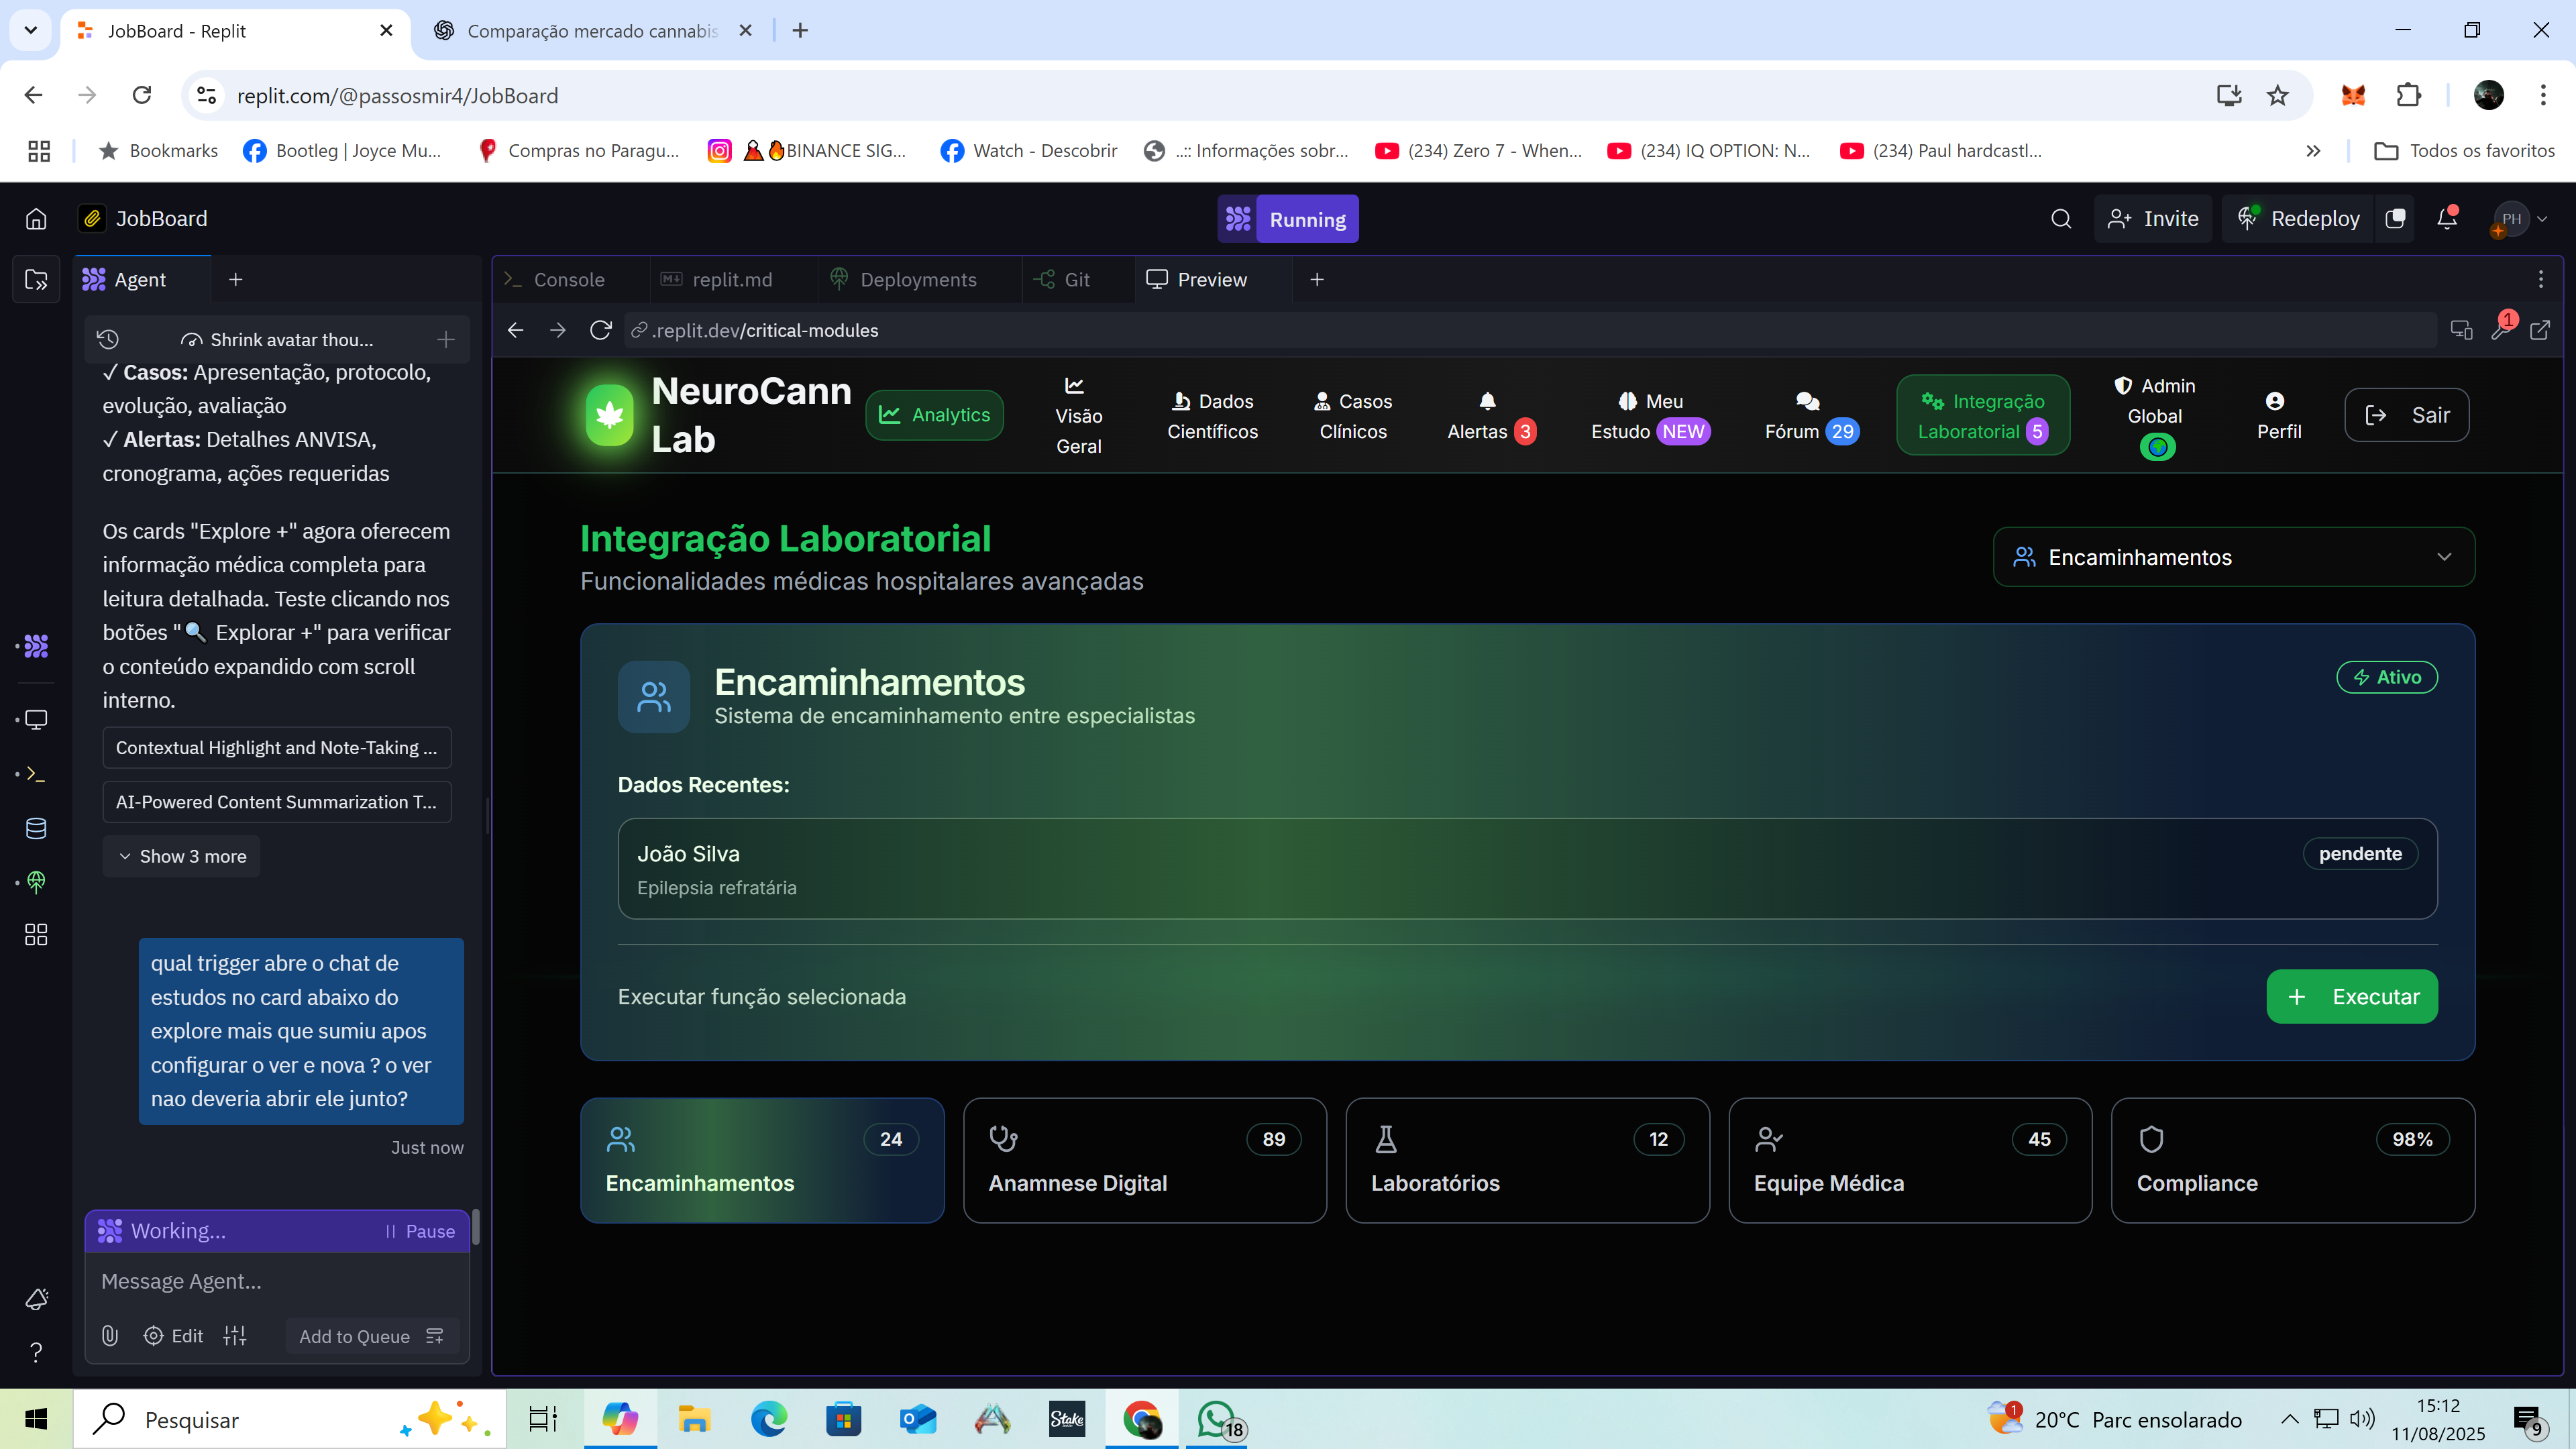 JobBoard - Replit
Comparação mercado cannabis
replit.com/@passosmir4/JobBoard
Bookmarks
Bootleg | Joyce Mu...
Compras no Paragu...
BINANCE SIG...
Watch - Descobrir
..:: Informações sobr...
(234) Zero 7 - When...
(234) IQ OPTION: N...
(234) Paul hardcastl...
Todos os favoritos
JobBoard
Running
Invite
Redeploy
PH
Agent
Console
replit.md
Deployments
Git
Preview
Shrink avatar thou...
.replit.dev/critical-modules
1
✓ Casos: Apresentação, protocolo,
evolução, avaliação
✓ Alertas: Detalhes ANVISA,
cronograma, ações requeridas
Os cards "Explore +" agora oferecem
informação médica completa para
leitura detalhada. Teste clicando nos
botões "🔍 Explorar +" para verificar
o conteúdo expandido com scroll
interno.
Contextual Highlight and Note-Taking ...
AI-Powered Content Summarization T...
Show 3 more
qual trigger abre o chat de
estudos no card abaixo do
explore mais que sumiu apos
configurar o ver e nova ? o ver
nao deveria abrir ele junto?
Just now
Working...
Pause
Message Agent...
Edit
Add to Queue
NeuroCann
Lab
Analytics
Visão
Geral
Dados
Científicos
Casos
Clínicos
Alertas 3
Meu
Estudo NEW
Fórum 29
Integração
Laboratorial 5
Admin
Global
Perfil
Sair
Integração Laboratorial
Funcionalidades médicas hospitalares avançadas
Encaminhamentos
Encaminhamentos
Sistema de encaminhamento entre especialistas
Ativo
Dados Recentes:
João Silva
Epilepsia refratária
pendente
Executar função selecionada
+ Executar
24
Encaminhamentos
89
Anamnese Digital
12
Laboratórios
45
Equipe Médica
98%
Compliance
Pesquisar
Stake
18
1
20°C Parc ensolarado
15:12
11/08/2025
9